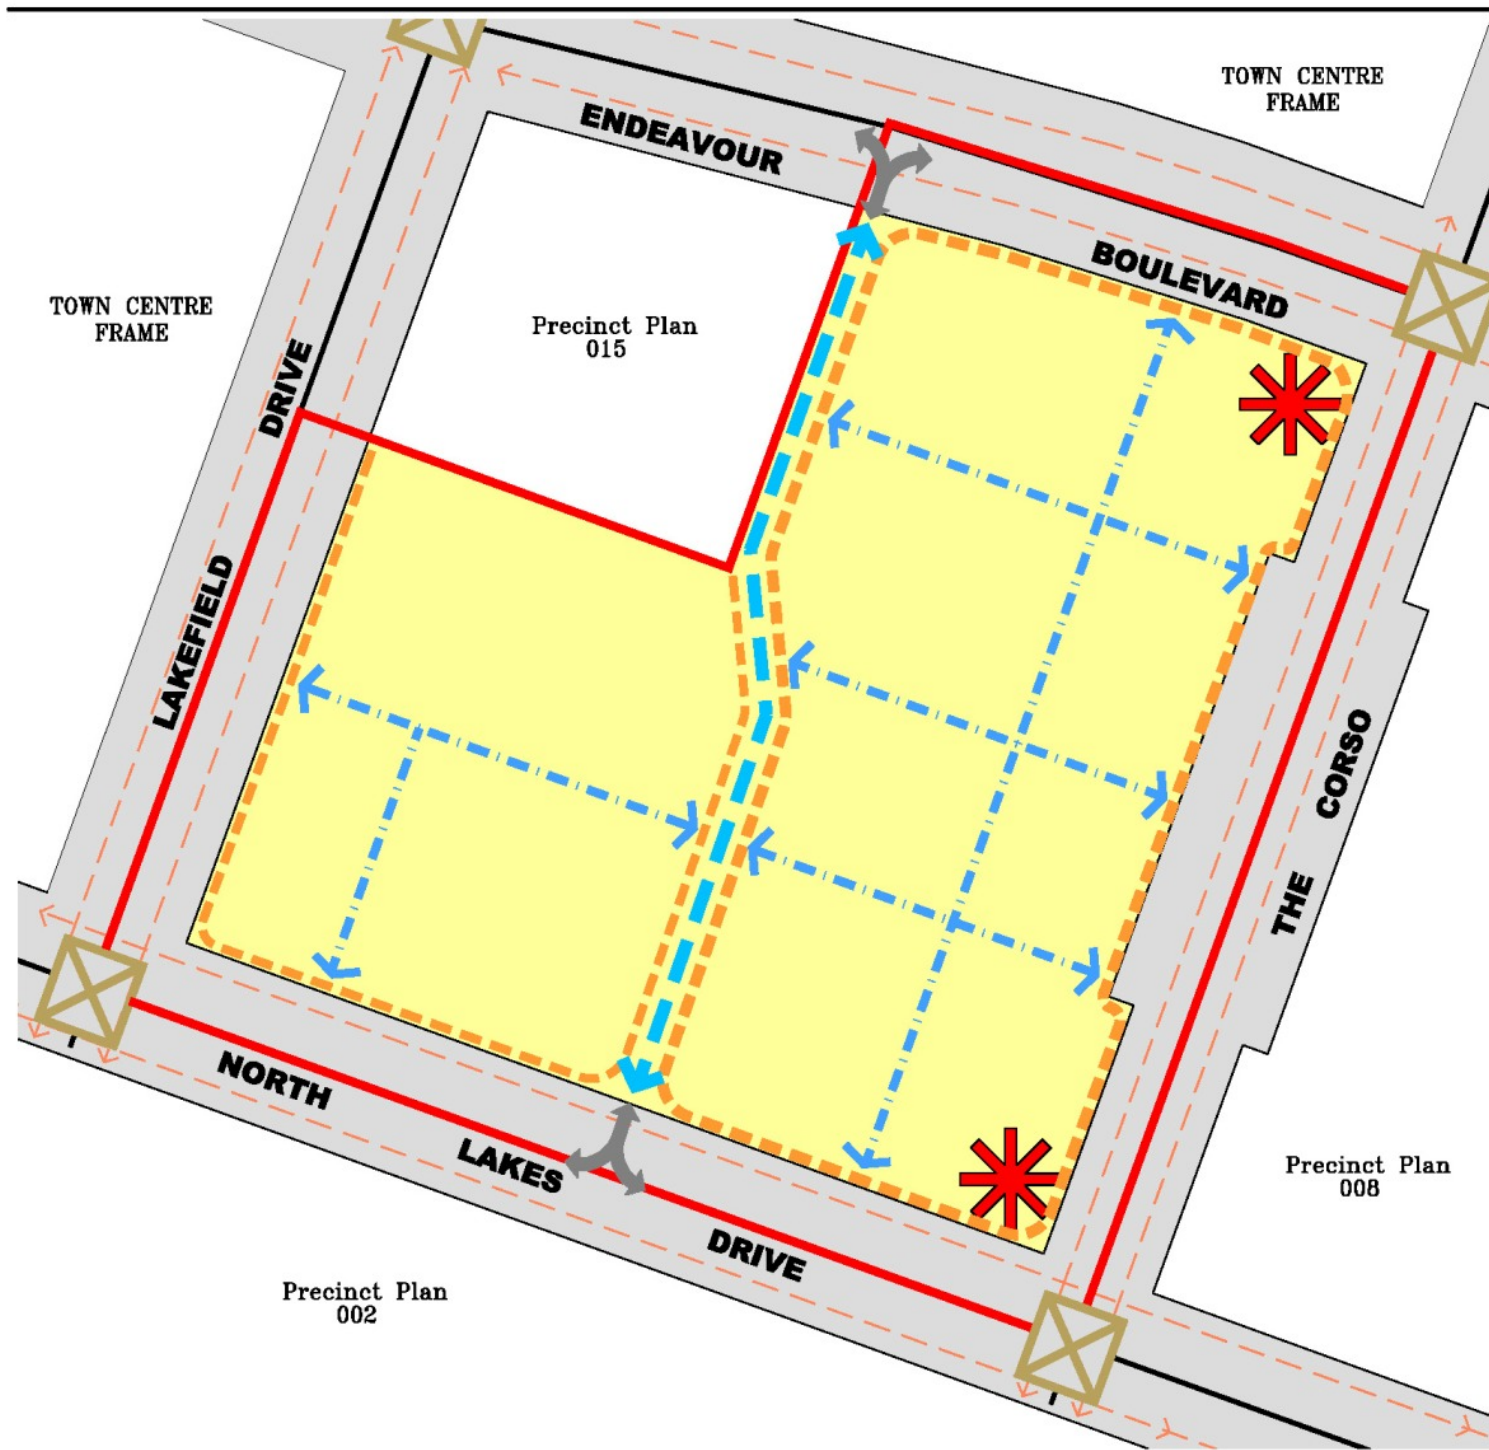 TOWN CENTRE
FRAME
ENDEAVOUR
BOULEVARD
TOWN CENTRE
FRAME
Precinct Plan
015
DRIVE
LAKEFIELD
THE CORSO
NORTH
LAKES
DRIVE
Precinct Plan
008
Precinct Plan
002